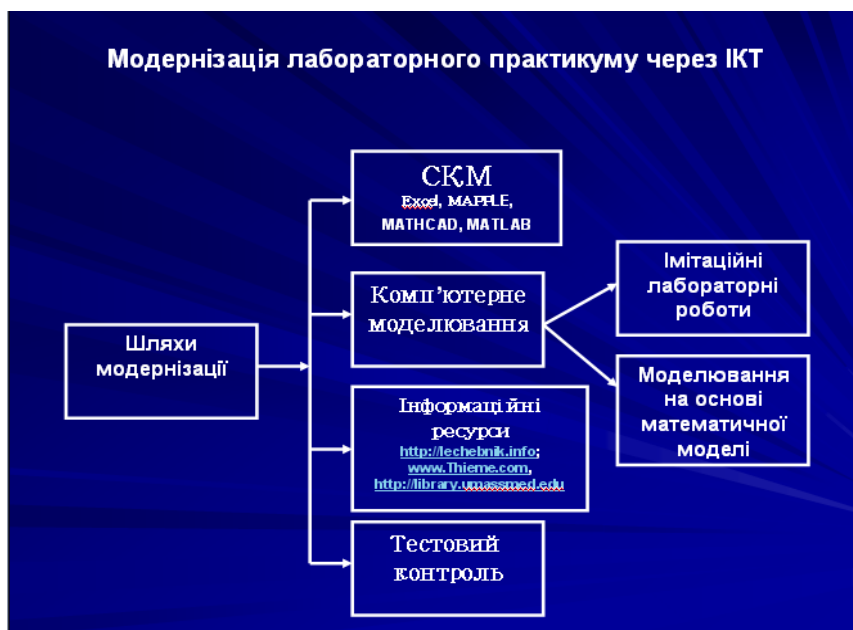 Модернізація лабораторного практикуму через ІКТ
СКМ
Excel, MAPPLE,
MATHCAD, MATLAB
Імітаційні
лабораторні
роботи
Комп’ютерне
моделювання
Шляхи
модернізації
Моделювання
на основі
математичної
моделі
Інформаційні
ресурси
http://lechebnik.info;
www.Thieme.com,
http://library.umassmed.edu
Тестовий
контроль